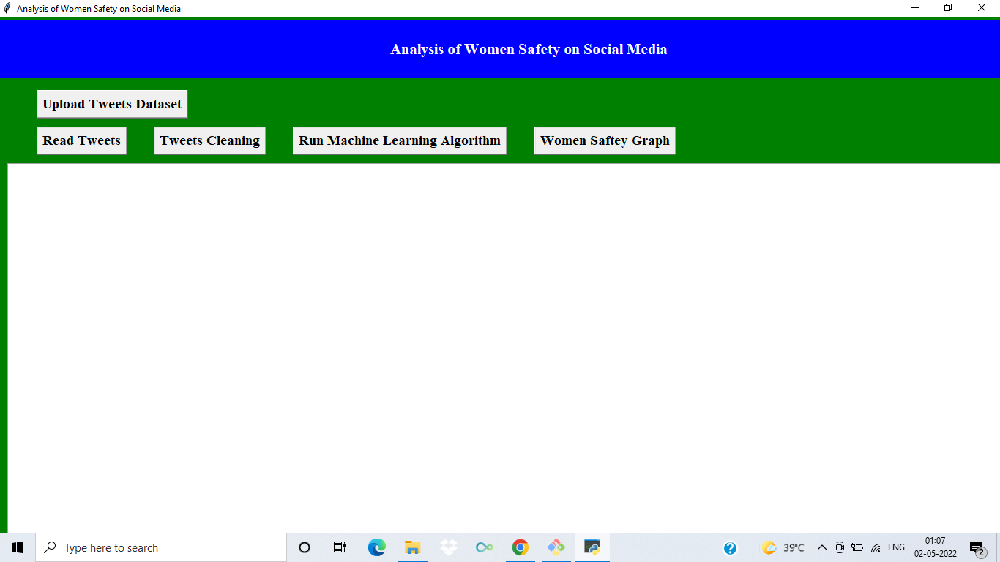 Analysis of Women Safety on Social Media
Analysis of Women Safety on Social Media
Upload Tweets Dataset
Read Tweets Tweets Cleaning Run Machine Learning Algorithm Women Saftey Graph
Type here to search 39°C ENG 01:07
02-05-2022 2